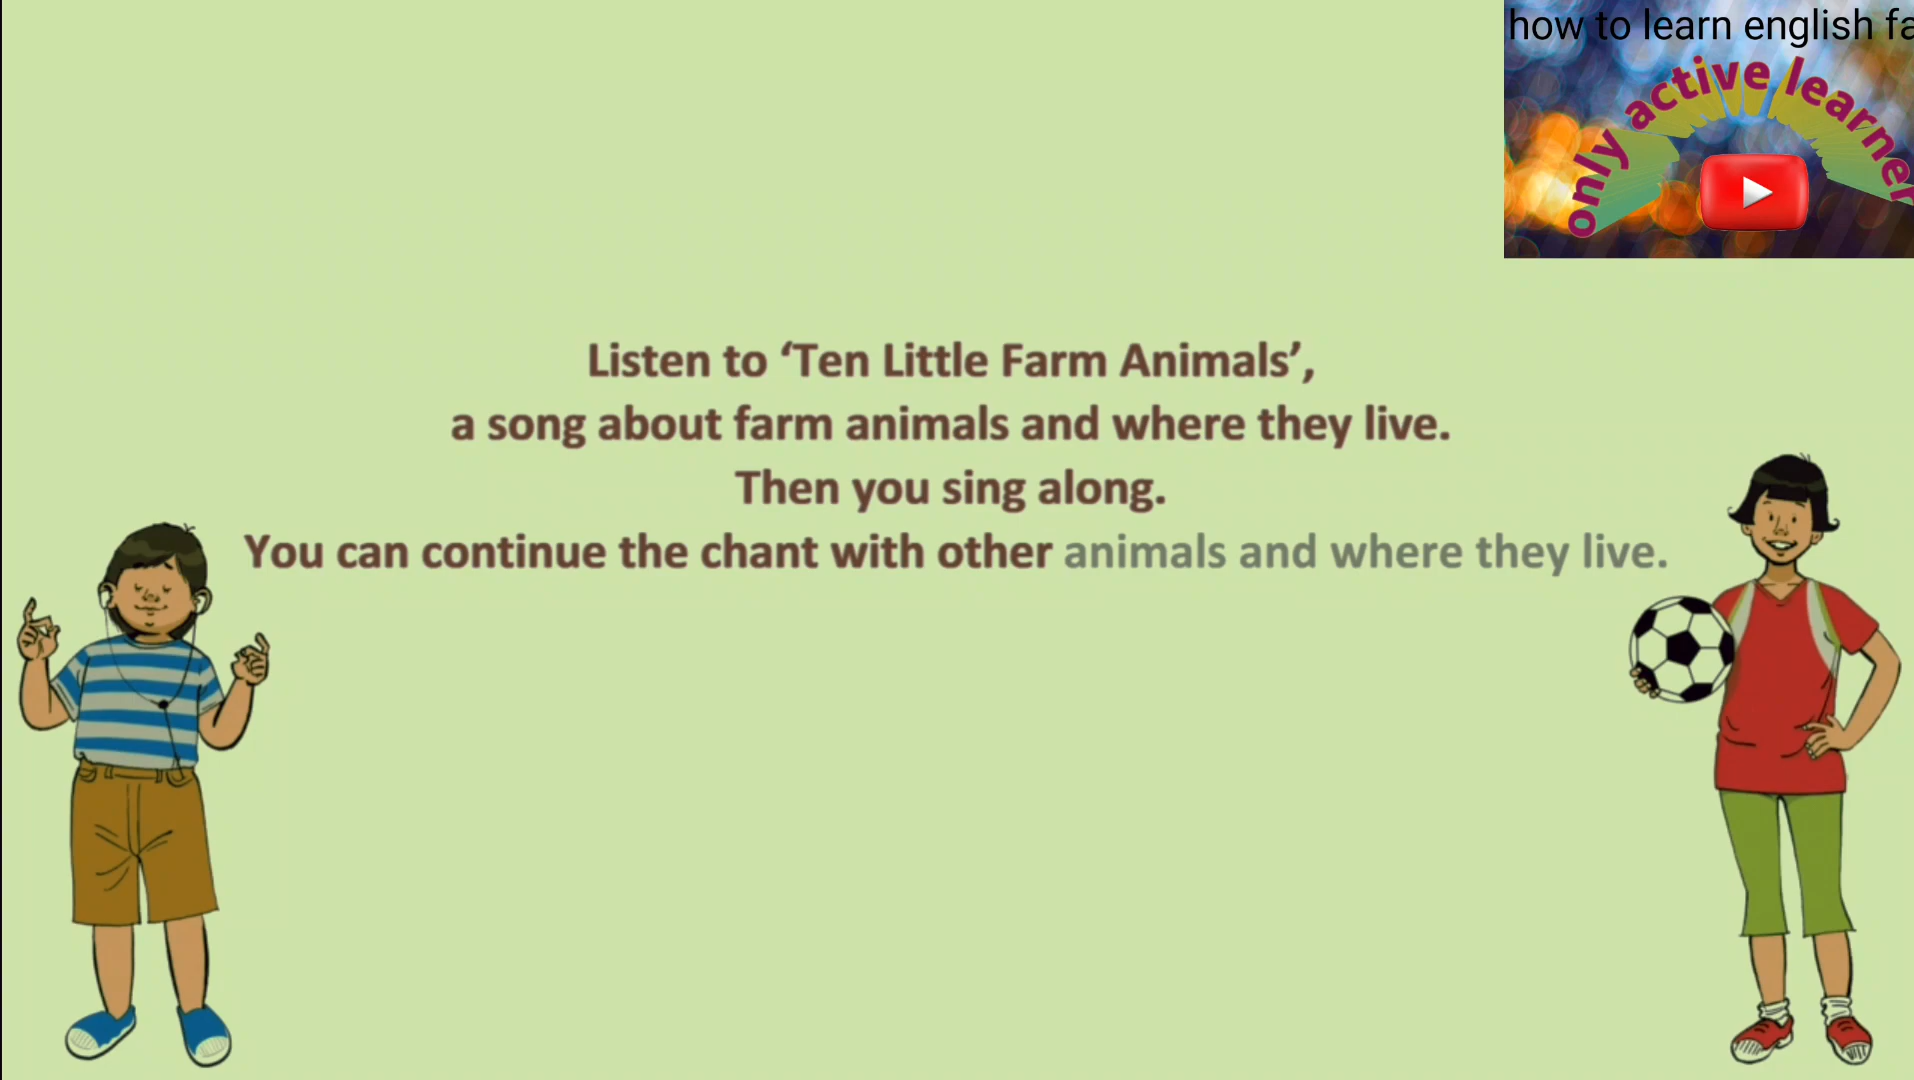 how to learn english fa
only active learner
Listen to ‘Ten Little Farm Animals’,
a song about farm animals and where they live.
Then you sing along.
You can continue the chant with other animals and where they live.